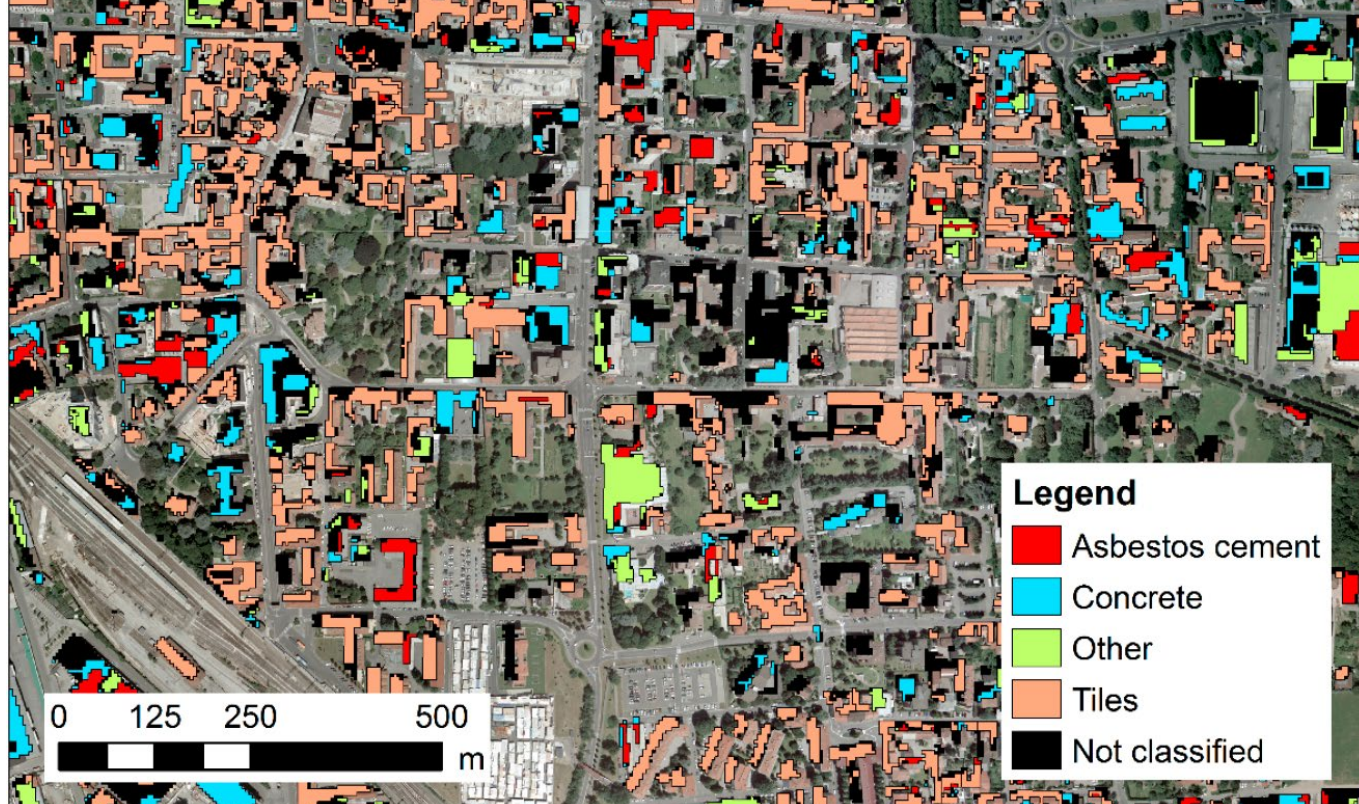 Legend
Asbestos cement
Concrete
Other
Tiles
Not classified
0 125 250 500
m